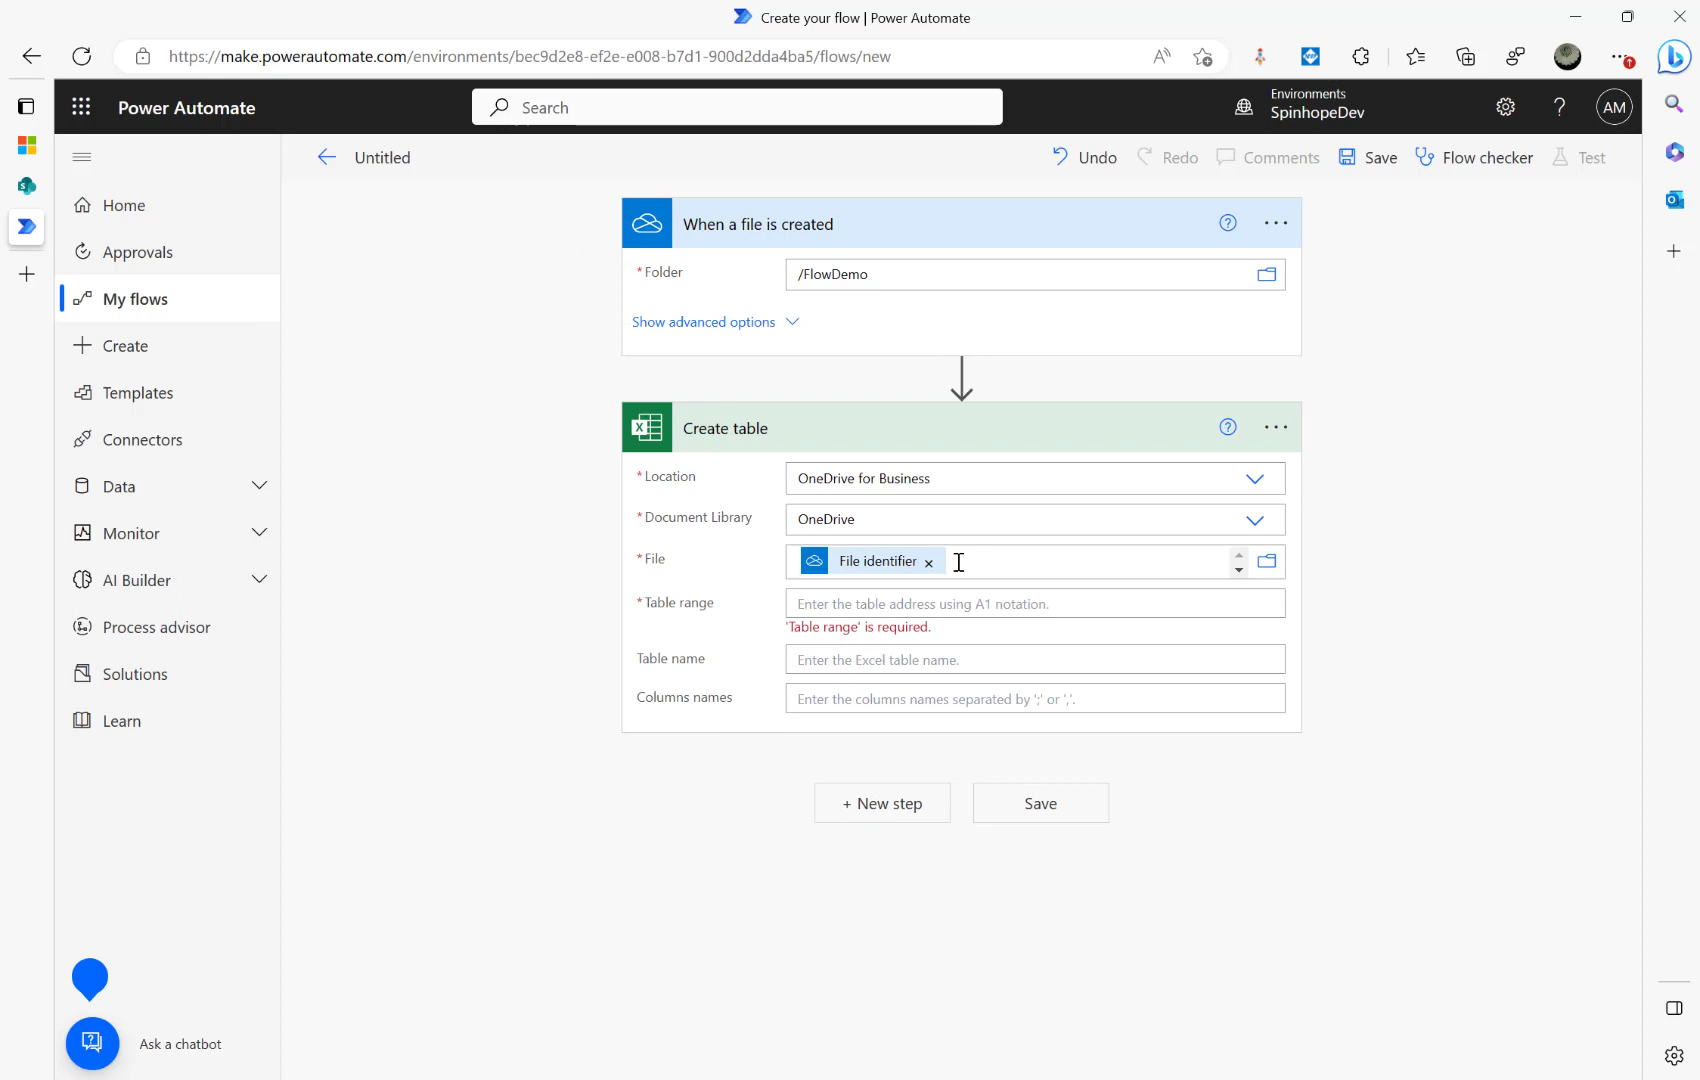 Create your flow | Power Automate
https://make.powerautomate.com/environments/bec9d2e8-ef2e-e008-b7d1-900d2dda4ba5/flows/new
Power Automate
Search
Environments
SpinhopeDev
?
AM
Untitled
Undo
Redo
Comments
Save
Flow checker
Test
Home
Approvals
My flows
Create
Templates
Connectors
Data
Monitor
AI Builder
Process advisor
Solutions
Learn
Ask a chatbot
When a file is created
* Folder
/FlowDemo
Show advanced options
Create table
* Location
OneDrive for Business
* Document Library
OneDrive
* File
File identifier ×
* Table range
Enter the table address using A1 notation.
'Table range' is required.
Table name
Enter the Excel table name.
Columns names
Enter the columns names separated by ';' or ','.
+ New step
Save